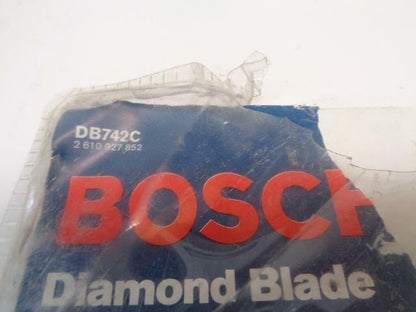 DB742C
2 610 927 852
BOSCH
Diamond Blade